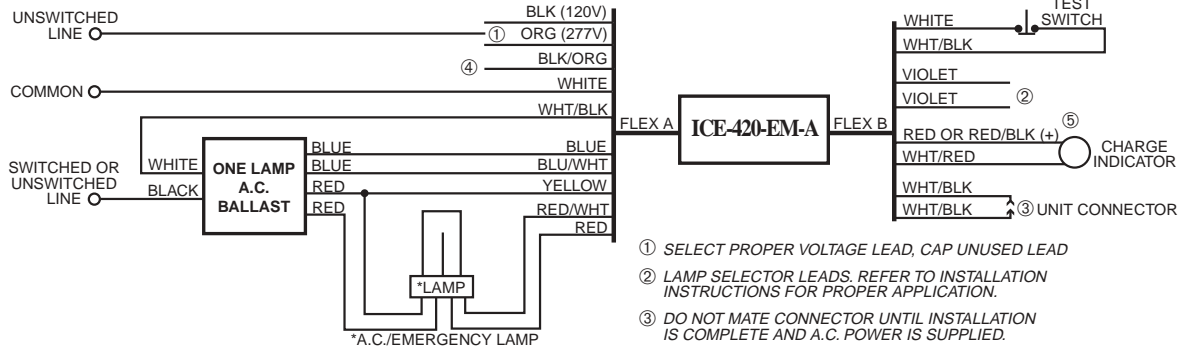 UNSWITCHED
LINE
COMMON
SWITCHED OR
UNSWITCHED
LINE
BLK (120V)
① ORG (277V)
④
BLK/ORG
WHITE
WHT/BLK
WHITE
BLACK
ONE LAMP
A.C.
BALLAST
BLUE
BLUE
RED
RED
BLUE
BLU/WHT
YELLOW
RED/WHT
RED
*LAMP
*A.C./EMERGENCY LAMP
FLEX A
ICE-420-EM-A
FLEX B
WHITE
TEST
SWITCH
WHT/BLK
VIOLET
VIOLET
②
RED OR RED/BLK (+)
⑤
WHT/RED
CHARGE
INDICATOR
WHT/BLK
WHT/BLK
③ UNIT CONNECTOR
① SELECT PROPER VOLTAGE LEAD, CAP UNUSED LEAD
② LAMP SELECTOR LEADS. REFER TO INSTALLATION
INSTRUCTIONS FOR PROPER APPLICATION.
③ DO NOT MATE CONNECTOR UNTIL INSTALLATION
IS COMPLETE AND A.C. POWER IS SUPPLIED.